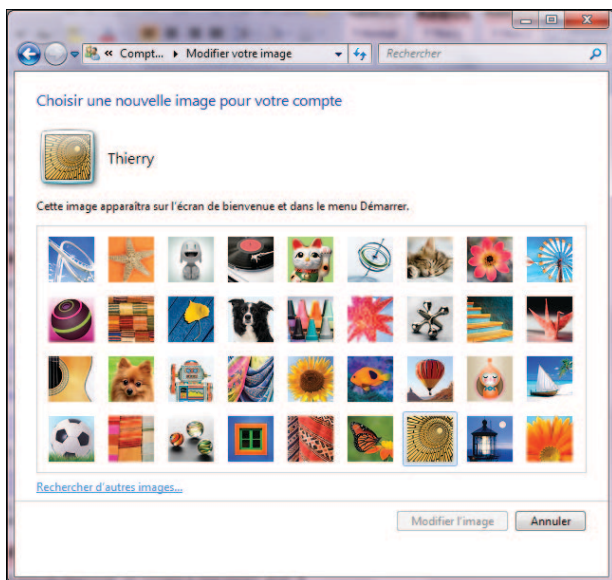 « Compt... ▸ Modifier votre image
Rechercher
Choisir une nouvelle image pour votre compte
Thierry
Cette image apparaîtra sur l'écran de bienvenue et dans le menu Démarrer.
Rechercher d'autres images...
Modifier l'image
Annuler